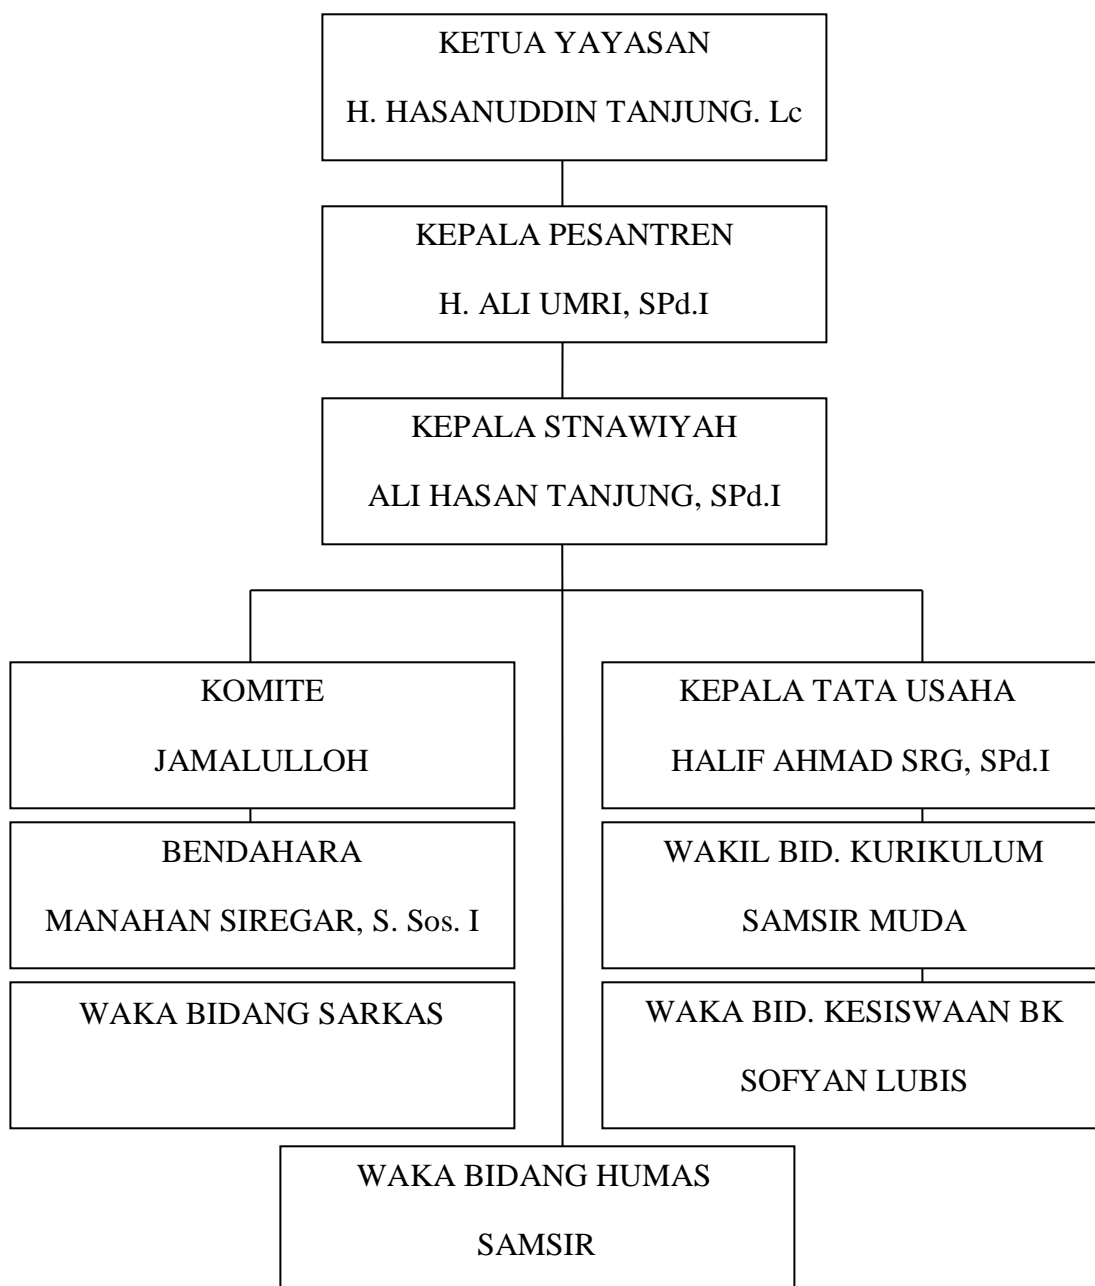 KETUA YAYASAN
H. HASANUDDIN TANJUNG. Lc
KEPALA PESANTREN
H. ALI UMRI, SPd.I
KEPALA STNAWIYAH
ALI HASAN TANJUNG, SPd.I
KOMITE
JAMALULLOH
KEPALA TATA USAHA
HALIF AHMAD SRG, SPd.I
BENDAHARA
MANAHAN SIREGAR, S. Sos. I
WAKIL BID. KURIKULUM
SAMSIR MUDA
WAKA BIDANG SARKAS
WAKA BID. KESISWAAN BK
SOFYAN LUBIS
WAKA BIDANG HUMAS
SAMSIR